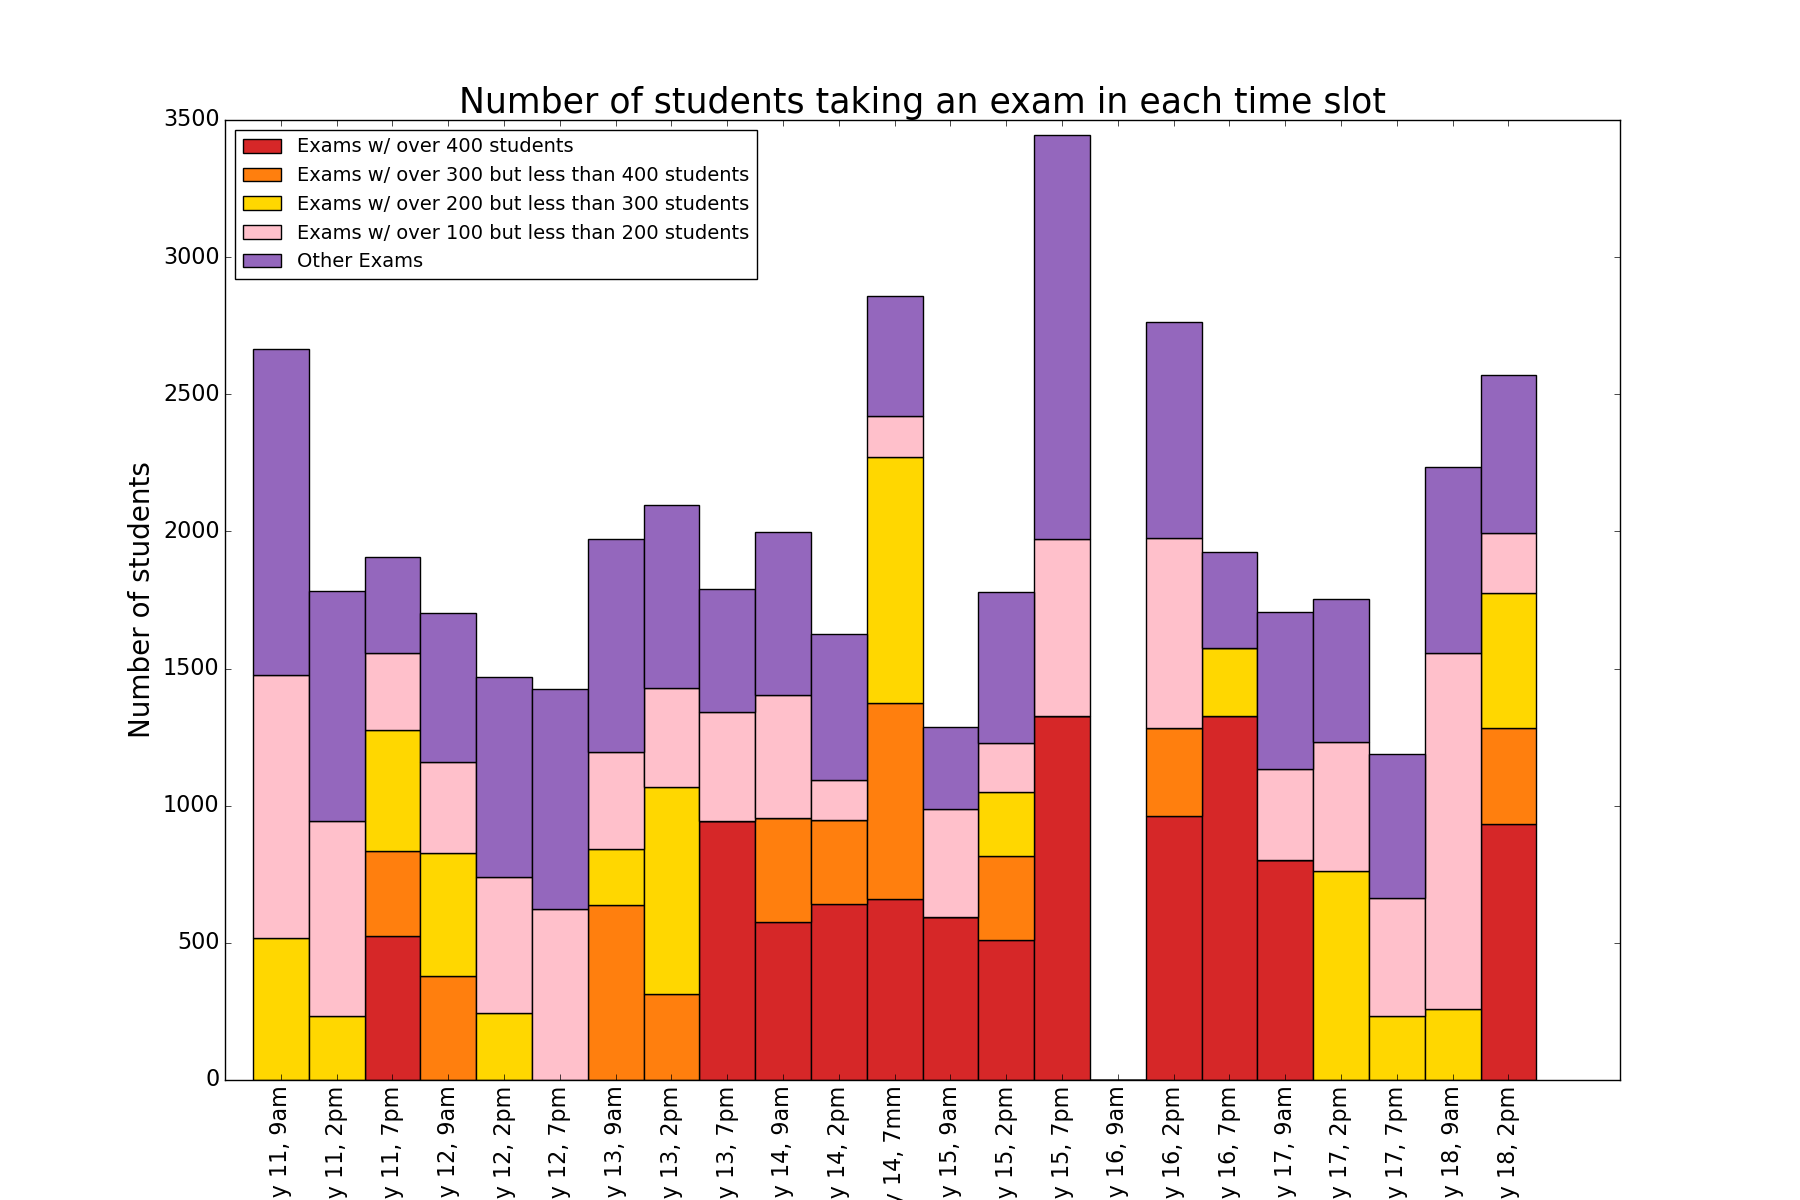 Number of students taking an exam in each time slot
Exams w/ over 400 students
Exams w/ over 300 but less than 400 students
Exams w/ over 200 but less than 300 students
Exams w/ over 100 but less than 200 students
Other Exams
3500
3000
2500
2000
1500
1000
500
0
Number of students
y 11, 9am
y 11, 2pm
y 11, 7pm
y 12, 9am
y 12, 2pm
y 12, 7pm
y 13, 9am
y 13, 2pm
y 13, 7pm
y 14, 9am
y 14, 2pm
y 14, 7mm
y 15, 9am
y 15, 2pm
y 15, 7pm
y 16, 9am
y 16, 2pm
y 16, 7pm
y 17, 9am
y 17, 2pm
y 17, 7pm
y 18, 9am
y 18, 2pm